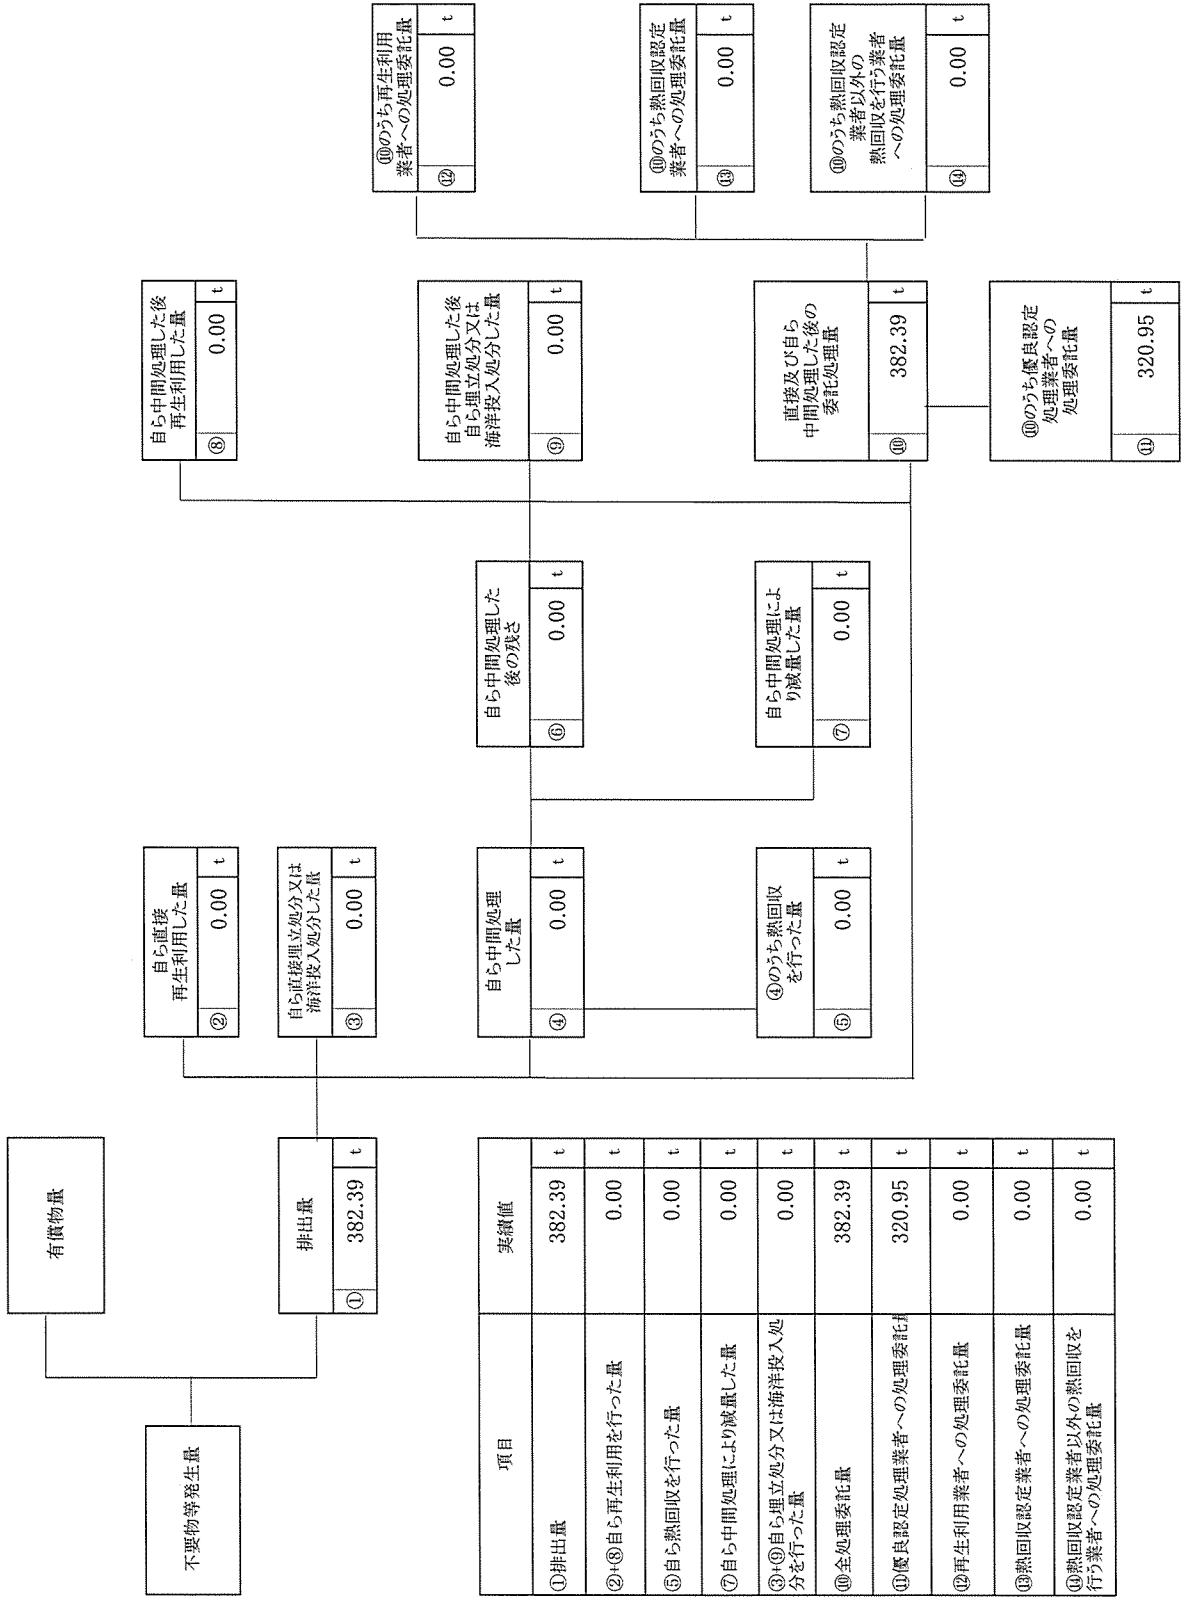 有償物量
不要物等発生量
排出量
① 382.39 t
自ら直接
再生利用した量
② 0.00 t
自ら直接埋立処分又は
海洋投入処分した量
③ 0.00 t
自ら中間処理
した量
④ 0.00 t
④のうち熱回収
を行った量
⑤ 0.00 t
自ら中間処理した
後の残さ
⑥ 0.00 t
自ら中間処理によ
り減量した量
⑦ 0.00 t
自ら中間処理した後
再生利用した量
⑧ 0.00 t
自ら中間処理した後
自ら埋立処分又は
海洋投入処分した量
⑨ 0.00 t
直接及び自ら
中間処理した後の
委託処理量
⑩ 382.39 t
⑩のうち優良認定
処理業者への
処理委託量
⑪ 320.95 t
⑩のうち再生利用
業者への処理委託量
⑫ 0.00 t
⑩のうち熱回収認定
業者への処理委託量
⑬ 0.00 t
⑩のうち熱回収認定
業者以外の
熱回収を行う業者
への処理委託量
⑭ 0.00 t
項目 実績値
①排出量 382.39 t
②+⑧自ら再生利用を行った量 0.00 t
⑤自ら熱回収を行った量 0.00 t
⑦自ら中間処理により減量した量 0.00 t
③+⑨自ら埋立処分又は海洋投入処
分を行った量 0.00 t
⑩全処理委託量 382.39 t
⑪優良認定処理業者への処理委託量 320.95 t
⑫再生利用業者への処理委託量 0.00 t
⑬熱回収認定業者への処理委託量 0.00 t
⑭熱回収認定業者以外の熱回収を
行う業者への処理委託量 0.00 t